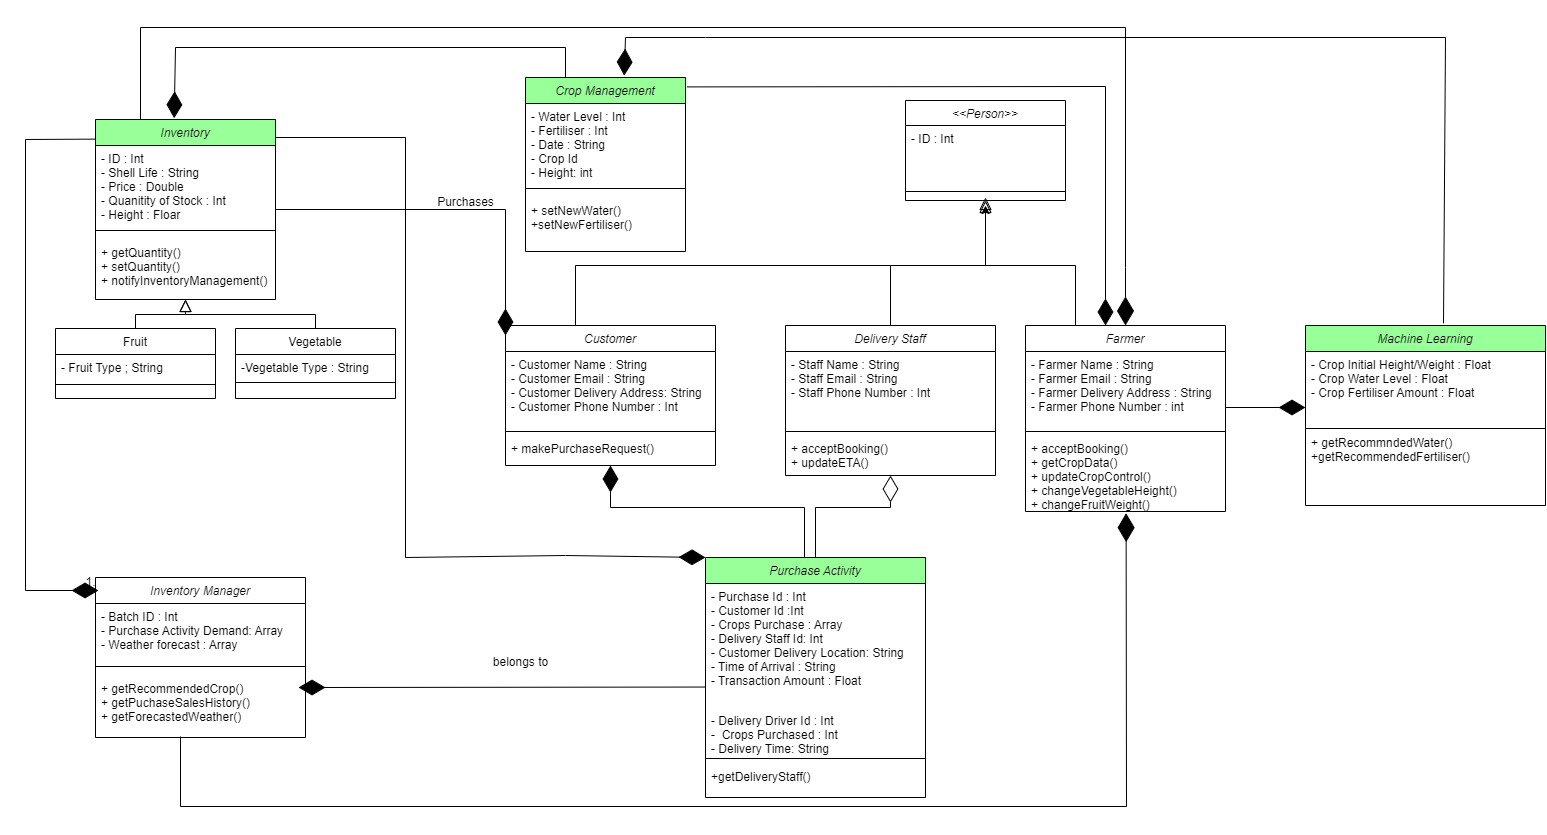 Crop Management
- Water Level : Int
- Fertiliser : Int
- Date : String
- Crop Id
- Height: int
+ setNewWater()
+setNewFertiliser()
<<Person>>
- ID : Int
Inventory
- ID : Int
- Shell Life : String
- Price : Double
- Quanitity of Stock : Int
- Height : Floar
+ getQuantity()
+ setQuantity()
+ notifyInventoryManagement()
Purchases
Fruit
- Fruit Type ; String
Vegetable
-Vegetable Type : String
Customer
- Customer Name : String
- Customer Email : String
- Customer Delivery Address: String
- Customer Phone Number : Int
+ makePurchaseRequest()
Delivery Staff
- Staff Name : String
- Staff Email : String
- Staff Phone Number : Int
+ acceptBooking()
+ updateETA()
Farmer
- Farmer Name : String
- Farmer Email : String
- Farmer Delivery Address : String
- Farmer Phone Number : int
+ acceptBooking()
+ getCropData()
+ updateCropControl()
+ changeVegetableHeight()
+ changeFruitWeight()
Machine Learning
- Crop Initial Height/Weight : Float
- Crop Water Level : Float
- Crop Fertiliser Amount : Float
+ getRecommndedWater()
+getRecommendedFertiliser()
1
Inventory Manager
- Batch ID : Int
- Purchase Activity Demand: Array
- Weather forecast : Array
+ getRecommendedCrop()
+ getPuchaseSalesHistory()
+ getForecastedWeather()
belongs to
Purchase Activity
- Purchase Id : Int
- Customer Id :Int
- Crops Purchase : Array
- Delivery Staff Id: Int
- Customer Delivery Location: String
- Time of Arrival : String
- Transaction Amount : Float
- Delivery Driver Id : Int
- Crops Purchased : Int
- Delivery Time: String
+getDeliveryStaff()